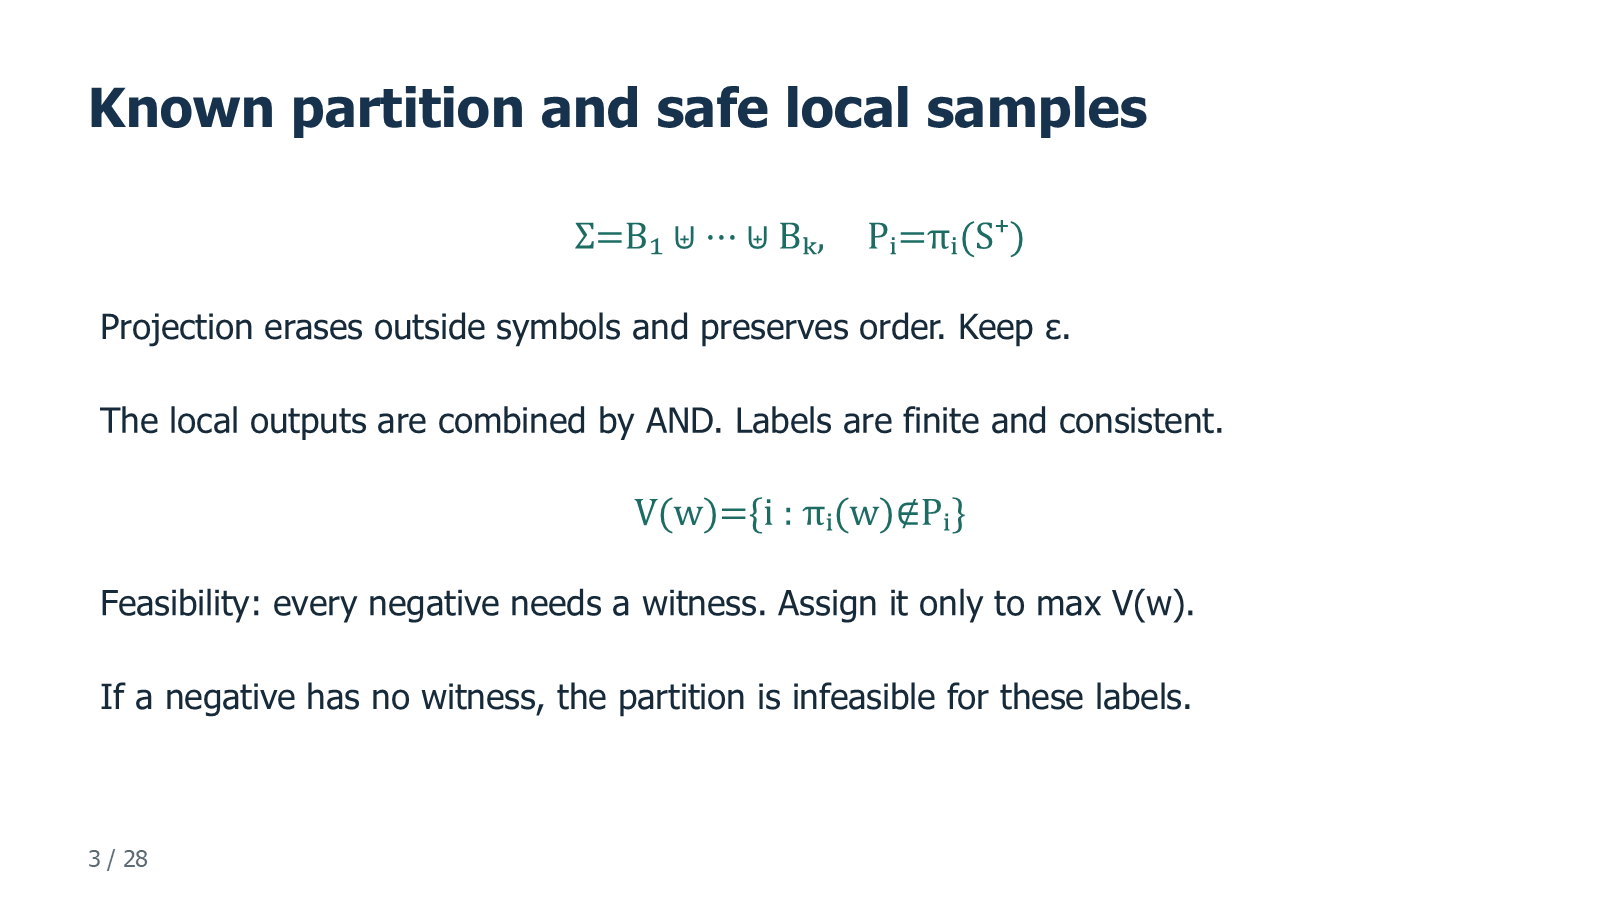 Known partition and safe local samples
Σ=B₁ ⊎ ⋯ ⊎ Bₖ, Pᵢ=πᵢ(S⁺)
Projection erases outside symbols and preserves order. Keep ε.
The local outputs are combined by AND. Labels are finite and consistent.
V(w)={i : πᵢ(w)∉Pᵢ}
Feasibility: every negative needs a witness. Assign it only to max V(w).
If a negative has no witness, the partition is infeasible for these labels.
3 / 28